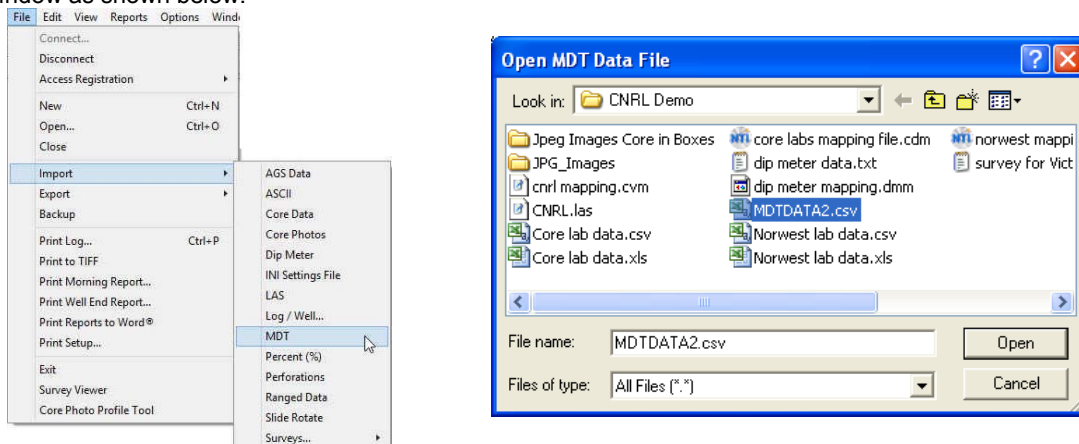 ndow as shown below.
File Edit View Reports Options Wind
Connect...
Disconnect
Access Registration
New Ctrl+N
Open... Ctrl+O
Close
Import
Export
Backup
Print Log... Ctrl+P
Print to TIFF
Print Morning Report...
Print Well End Report...
Print Reports to Word®
Print Setup...
Exit
Survey Viewer
Core Photo Profile Tool
AGS Data
ASCII
Core Data
Core Photos
Dip Meter
INI Settings File
LAS
Log / Well...
MDT
Percent (%)
Perforations
Ranged Data
Slide Rotate
Surveys...
Open MDT Data File
Look in: CNRL Demo
Jpeg Images Core in Boxes
JPG_Images
cnrl mapping.cvm
CNRL.las
Core lab data.csv
Core lab data.xls
core labs mapping file.cdm
dip meter data.txt
dip meter mapping.dmm
MDTDATA2.csv
Norwest lab data.csv
Norwest lab data.xls
norwest mappi
survey for Vict
File name: MDTDATA2.csv Open
Files of type: All Files (*.*) Cancel